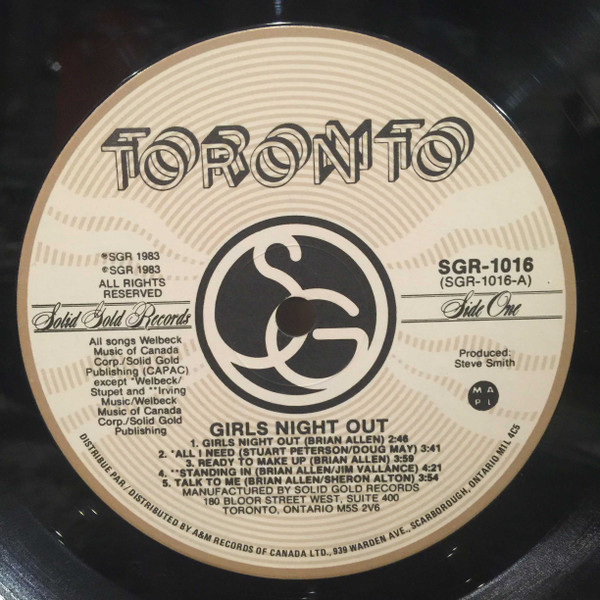 TORONTO
℗SGR 1983
©SGR 1983
ALL RIGHTS
RESERVED
Solid Gold Records
All songs Welbeck
Music of Canada
Corp./Solid Gold
Publishing (CAPAC)
except *Welbeck/
Stupet and **Irving
Music/Welbeck
Music of Canada
Corp./Solid Gold
Publishing
SG
SGR-1016
(SGR-1016-A)
Side One
Produced:
Steve Smith
M A
P L
GIRLS NIGHT OUT
1. GIRLS NIGHT OUT (BRIAN ALLEN) 2:46
2. *ALL I NEED (STUART PETERSON/DOUG MAY) 3:41
3. READY TO MAKE UP (BRIAN ALLEN) 3:59
4. **STANDING IN (BRIAN ALLEN/JIM VALLANCE) 4:21
5. TALK TO ME (BRIAN ALLEN/SHERON ALTON) 3:54
MANUFACTURED BY SOLID GOLD RECORDS
180 BLOOR STREET WEST, SUITE 400
TORONTO, ONTARIO M5S 2V6
DISTRIBUE PAR / DISTRIBUTED BY A&M RECORDS OF CANADA LTD., 939 WARDEN AVE., SCARBOROUGH, ONTARIO M1L 4C5